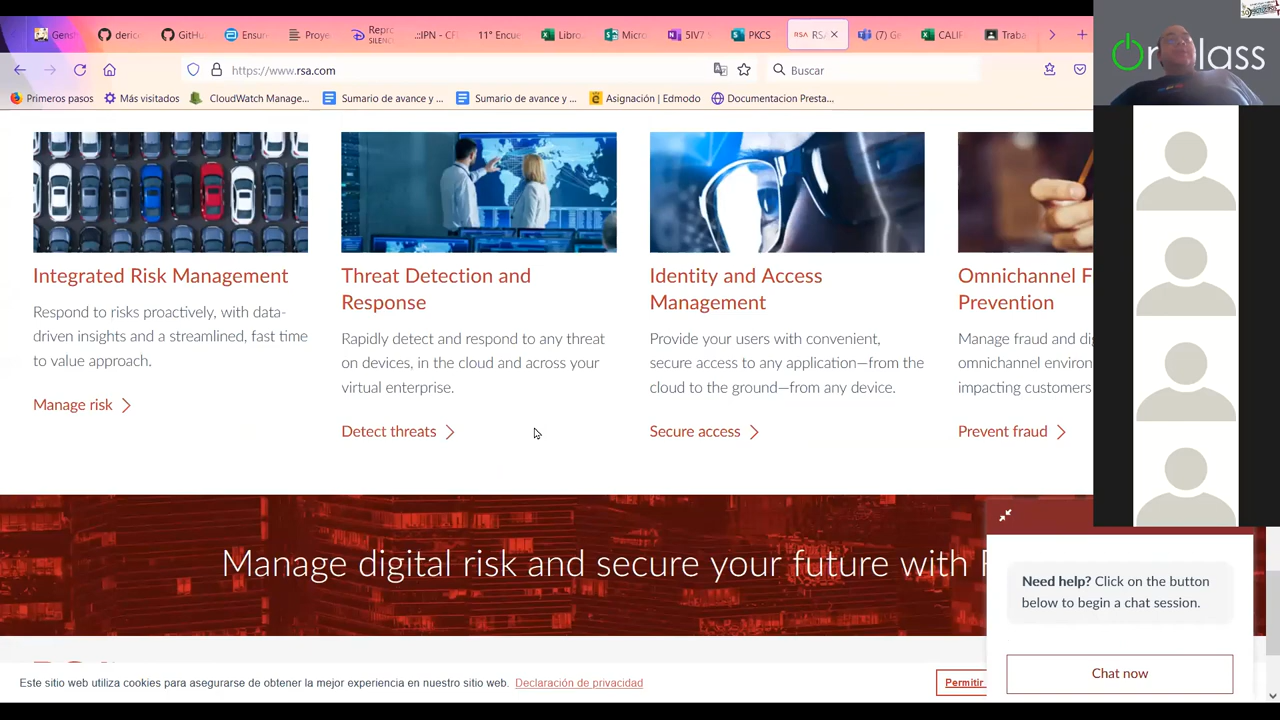 Genst
deric
GitHu
Ensure
Proye
Repro
SILENC
.::IPN - CF
11° Encue
Libro.
Micro
5IV7
PKCS
RSA
RS
Ge
CALIF
Traba
https://www.rsa.com
Buscar
Primeros pasos
Más visitados
CloudWatch Manage...
Sumario de avance y ...
Sumario de avance y ...
Asignación | Edmodo
Documentacion Presta...
Integrated Risk Management
Respond to risks proactively, with data-
driven insights and a streamlined, fast time
to value approach.
Manage risk
Threat Detection and
Response
Rapidly detect and respond to any threat
on devices, in the cloud and across your
virtual enterprise.
Detect threats
Identity and Access
Management
Provide your users with convenient,
secure access to any application—from the
cloud to the ground—from any device.
Secure access
Omnichannel F
Prevention
Manage fraud and dig
omnichannel environ
impacting customers
Prevent fraud
Manage digital risk and secure your future with
Need help? Click on the button
below to begin a chat session.
Chat now
Este sitio web utiliza cookies para asegurarse de obtener la mejor experiencia en nuestro sitio web. Declaración de privacidad
Permitir